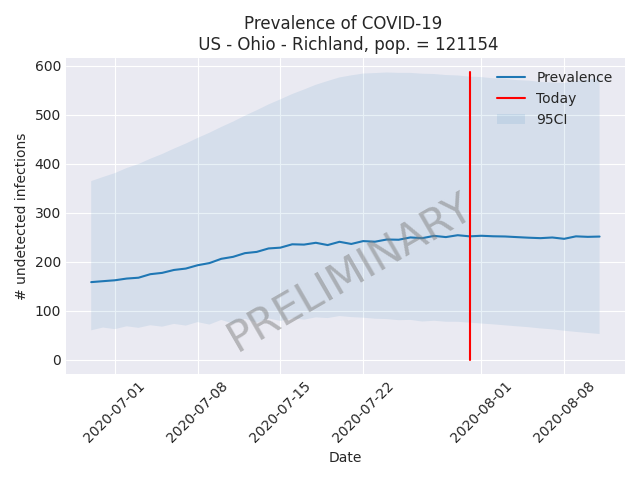 Prevalence of COVID-19
US - Ohio - Richland, pop. = 121154
600
500
400
300
200
100
0
# undetected infections
Prevalence
Today
95CI
PRELIMINARY
2020-07-01
2020-07-08
2020-07-15
2020-07-22
2020-08-01
2020-08-08
Date